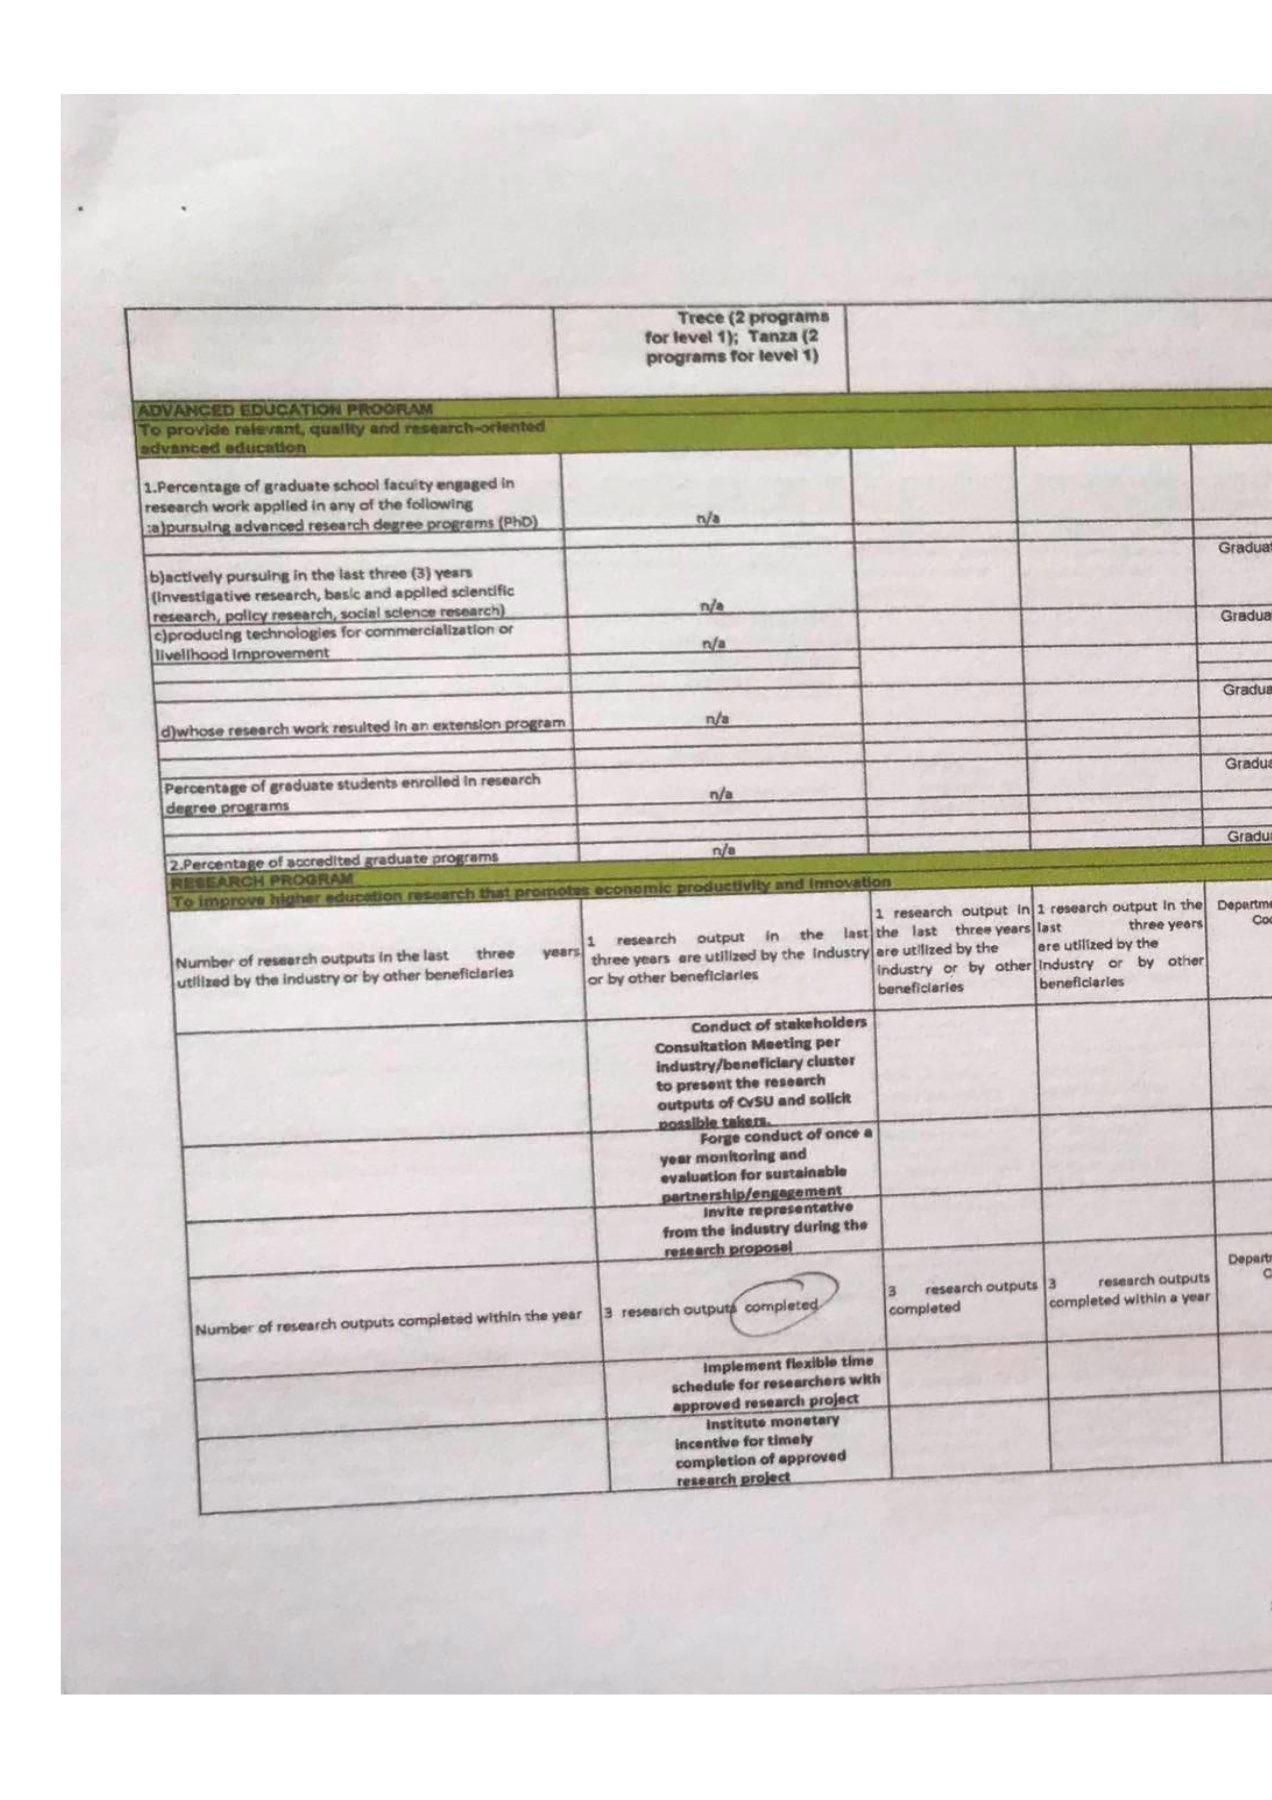 Trece (2 programs
for level 1); Tanza (2
programs for level 1)
ADVANCED EDUCATION PROGRAM
To provide relevant, quality and research-oriented
advanced education
1.Percentage of graduate school faculty engaged in
research work applied in any of the following
:a)pursuing advanced research degree programs (PhD)
n/a
b)actively pursuing in the last three (3) years
(investigative research, basic and applied scientific
research, policy research, social science research)
n/a
c)producing technologies for commercialization or
livelihood improvement
n/a
d)whose research work resulted in an extension program
n/a
Percentage of graduate students enrolled in research
degree programs
n/a
2.Percentage of accredited graduate programs
n/a
RESEARCH PROGRAM
To improve higher education research that promotes economic productivity and innovation
Number of research outputs in the last three years
utilized by the industry or by other beneficiaries
1 research output in the last
three years are utilized by the industry
or by other beneficiaries
1 research output in
the last three years
are utilized by the
industry or by other
beneficiaries
1 research output in the
last three years
are utilized by the
industry or by other
beneficiaries
Conduct of stakeholders
Consultation Meeting per
industry/beneficiary cluster
to present the research
outputs of CvSU and solicit
possible takers.
Forge conduct of once a
year monitoring and
evaluation for sustainable
partnership/engagement
Invite representative
from the industry during the
research proposal
Number of research outputs completed within the year
3 research outputs completed
3 research outputs
completed
3 research outputs
completed within a year
Implement flexible time
schedule for researchers with
approved research project
Institute monetary
incentive for timely
completion of approved
research project